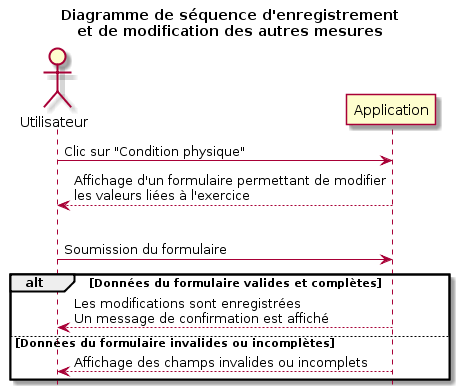 Diagramme de séquence d'enregistrement
et de modification des autres mesures
Utilisateur
Application
Clic sur "Condition physique"
Affichage d'un formulaire permettant de modifier
les valeurs liées à l'exercice
Soumission du formulaire
alt [Données du formulaire valides et complètes]
Les modifications sont enregistrées
Un message de confirmation est affiché
[Données du formulaire invalides ou incomplètes]
Affichage des champs invalides ou incomplets